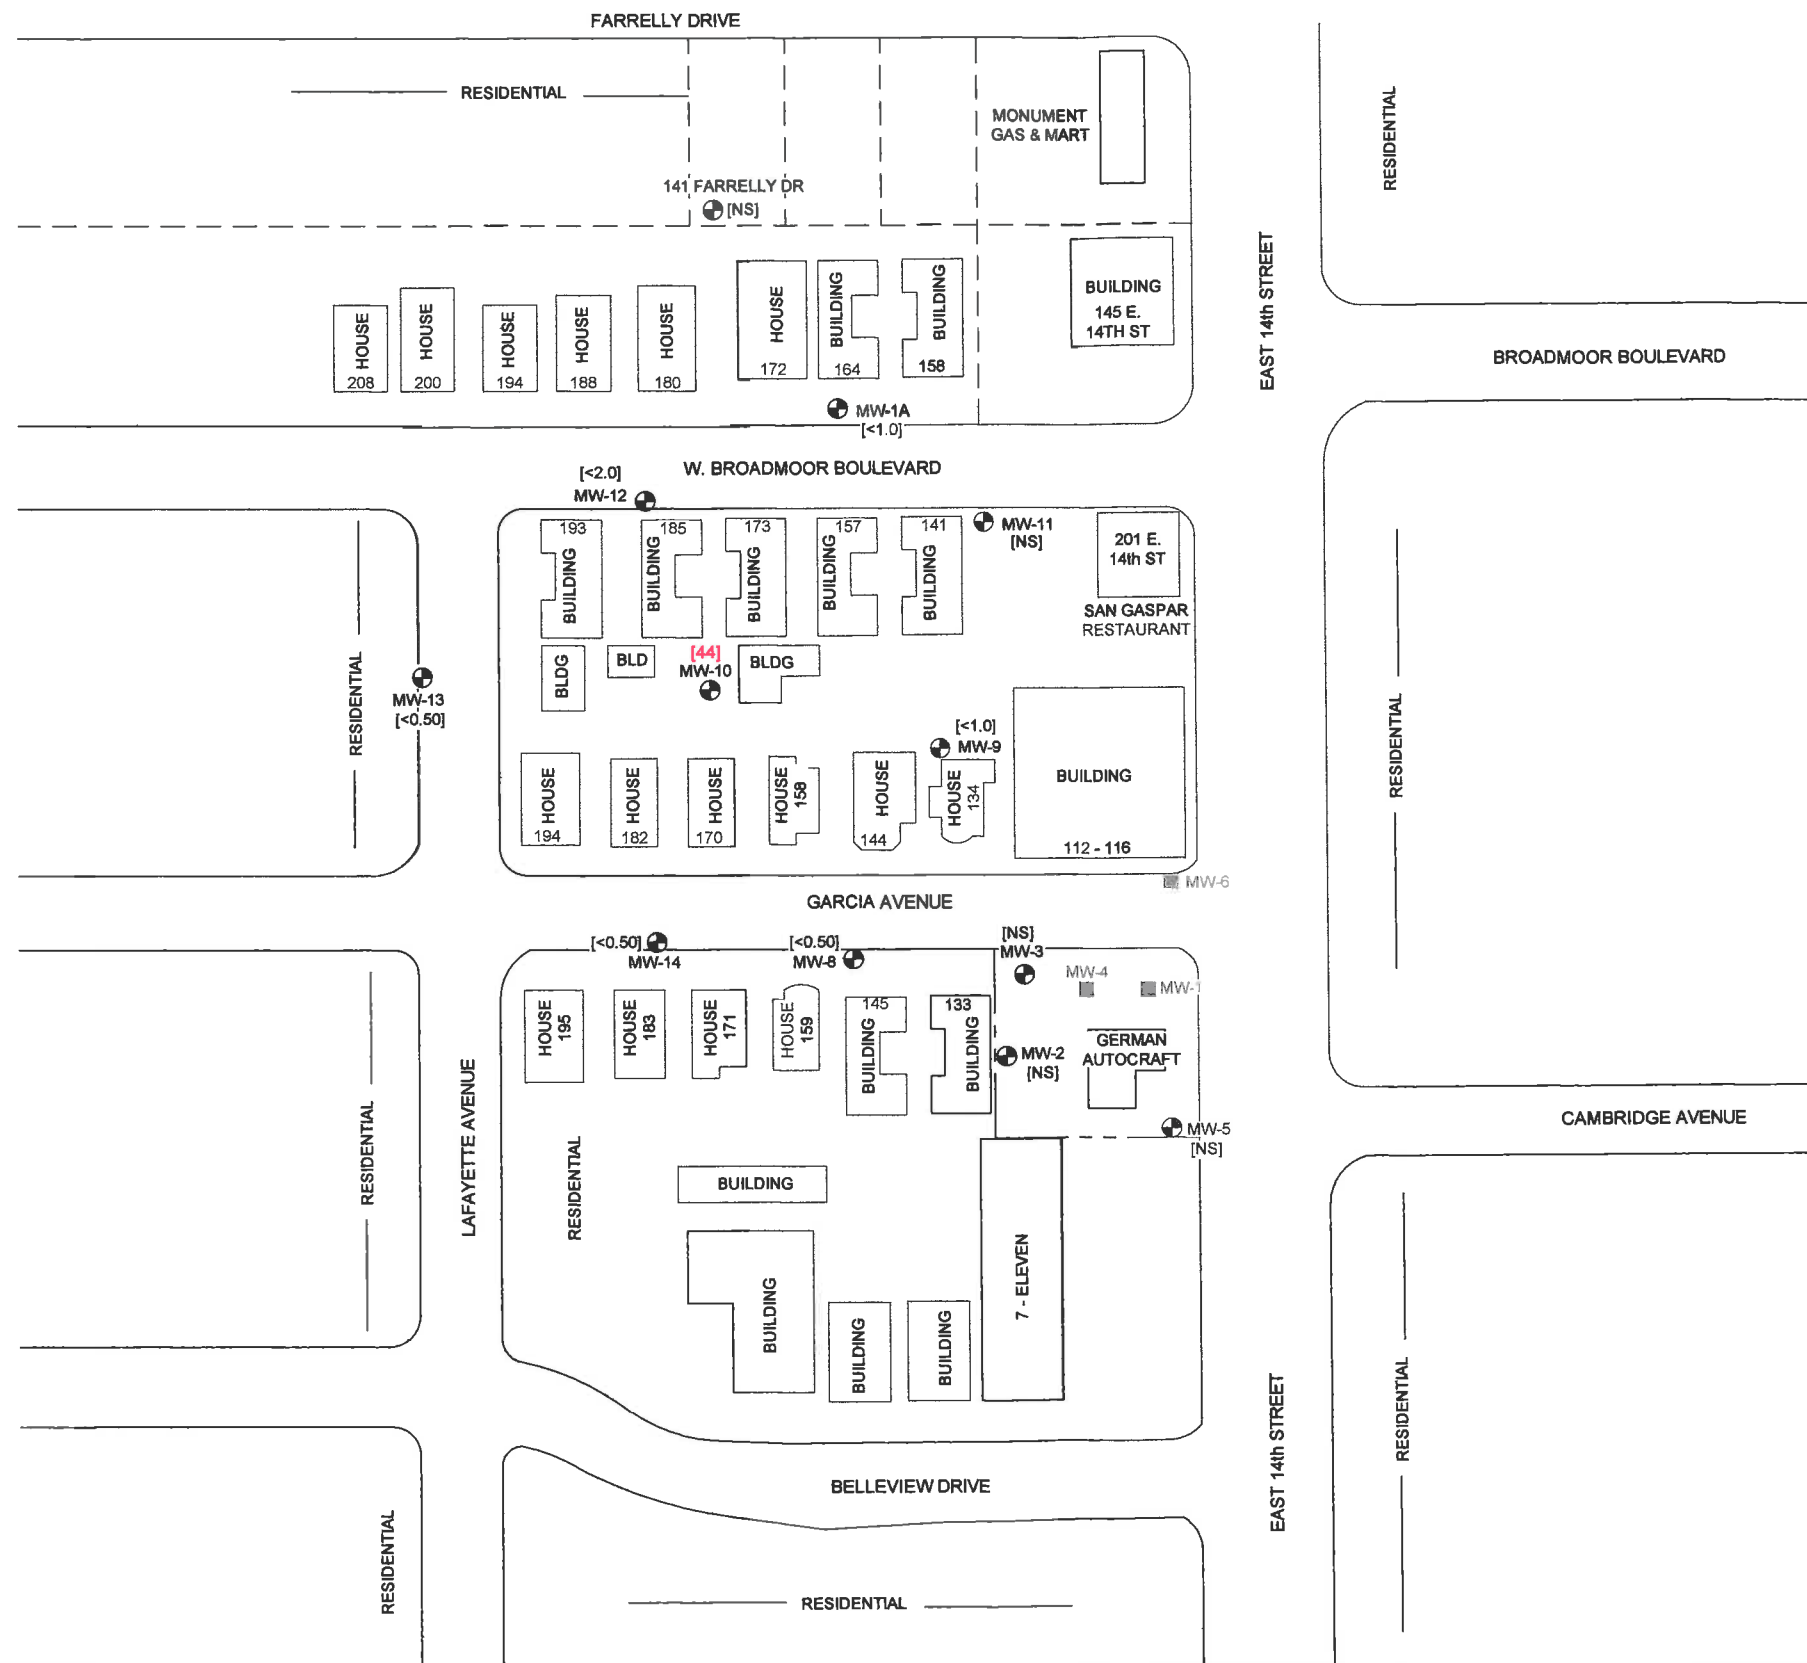 FARRELLY DRIVE
RESIDENTIAL
MONUMENT
GAS & MART
RESIDENTIAL
141 FARRELLY DR
[NS]
EAST 14th STREET
BUILDING
145 E.
14TH ST
HOUSE
208
HOUSE
200
HOUSE
194
HOUSE
188
HOUSE
180
HOUSE
172
BUILDING
164
BUILDING
158
BROADMOOR BOULEVARD
MW-1A
[<1.0]
W. BROADMOOR BOULEVARD
[<2.0]
MW-12
193
BUILDING
185
BUILDING
173
BUILDING
157
BUILDING
141
BUILDING
MW-11
[NS]
201 E.
14th ST
SAN GASPAR
RESTAURANT
RESIDENTIAL
MW-13
[<0.50]
BLDG
BLD
[44]
MW-10
BLDG
[<1.0]
MW-9
BUILDING
112 - 116
RESIDENTIAL
HOUSE
194
HOUSE
182
HOUSE
170
HOUSE
158
HOUSE
144
HOUSE
134
MW-6
GARCIA AVENUE
[<0.50]
MW-14
[<0.50]
MW-8
[NS]
MW-3
MW-4
MW-1
HOUSE
195
HOUSE
183
HOUSE
171
HOUSE
159
145
BUILDING
133
BUILDING
MW-2
[NS]
GERMAN
AUTOCRAFT
MW-5
[NS]
CAMBRIDGE AVENUE
RESIDENTIAL
LAFAYETTE AVENUE
RESIDENTIAL
BUILDING
BUILDING
BUILDING
BUILDING
7 - ELEVEN
EAST 14th STREET
RESIDENTIAL
BELLEVIEW DRIVE
RESIDENTIAL
RESIDENTIAL